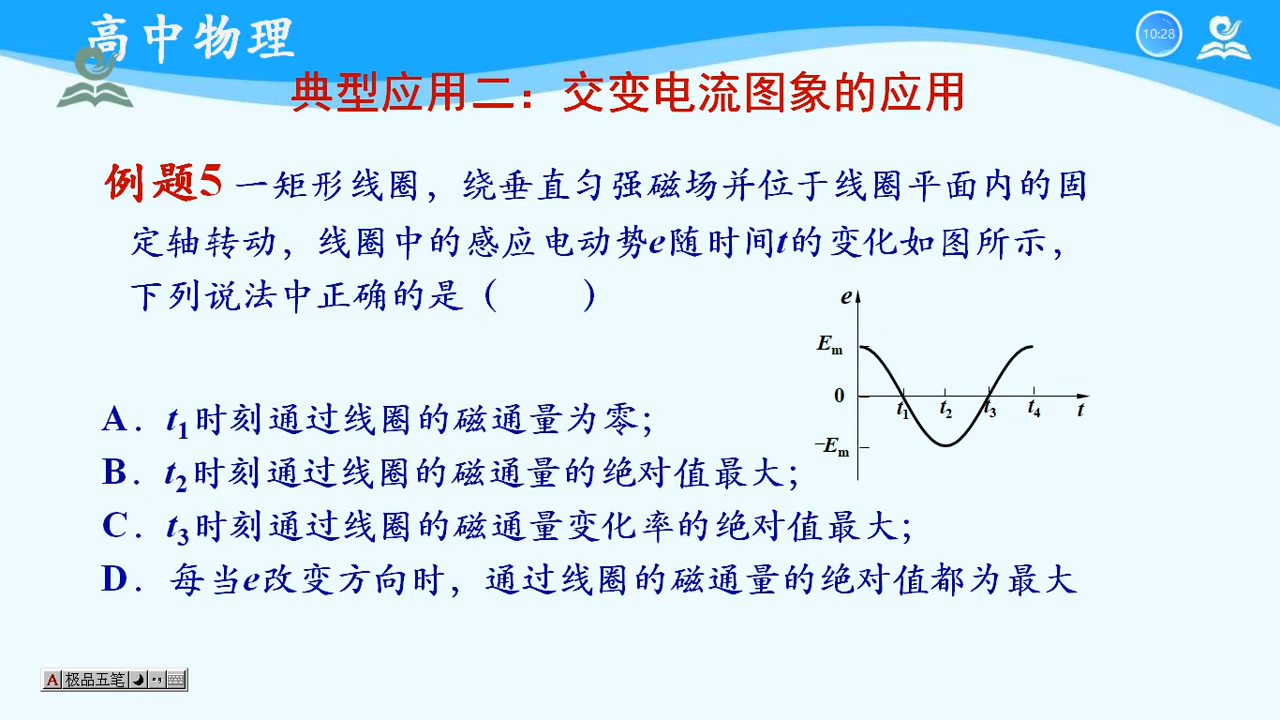 高中物理
10:28
典型应用二：交变电流图象的应用
例题5 一矩形线圈，绕垂直匀强磁场并位于线圈平面内的固
定轴转动，线圈中的感应电动势e随时间t的变化如图所示，
下列说法中正确的是（　　）
e
Em
0
t1 t2 t3 t4 t
−Em
A．t1时刻通过线圈的磁通量为零；
B．t2时刻通过线圈的磁通量的绝对值最大；
C．t3时刻通过线圈的磁通量变化率的绝对值最大；
D．每当e改变方向时，通过线圈的磁通量的绝对值都为最大
A 极品五笔